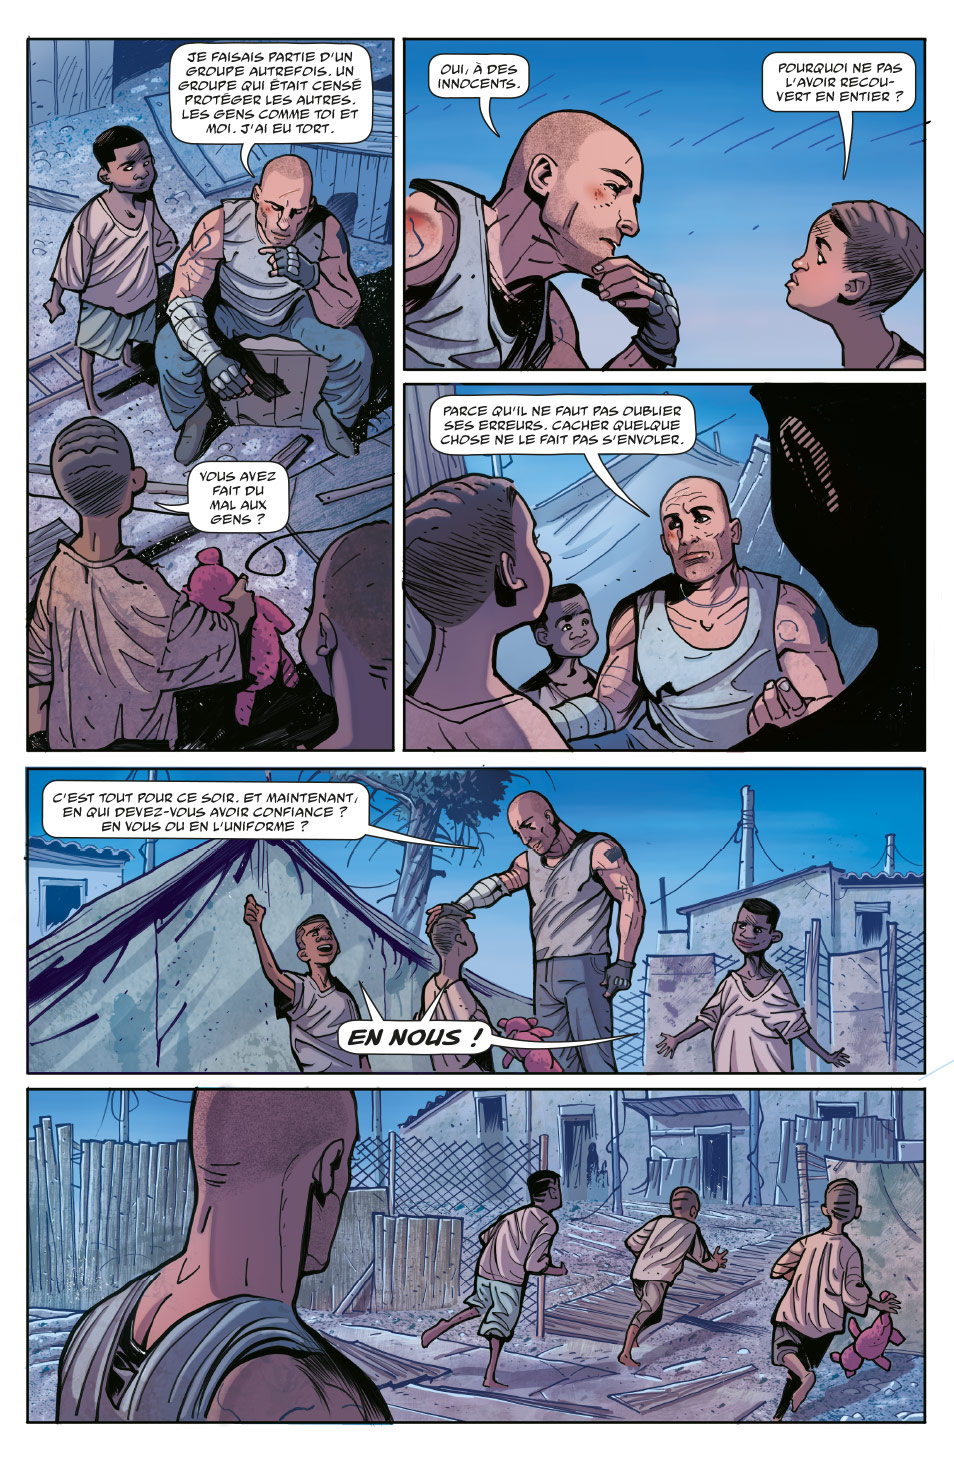 JE FAISAIS PARTIE D'UN
GROUPE AUTREFOIS. UN
GROUPE QUI ÉTAIT CENSÉ
PROTÉGER LES AUTRES.
LES GENS COMME TOI ET
MOI. J'AI EU TORT.
VOUS AVEZ
FAIT DU
MAL AUX
GENS ?
OUI, À DES
INNOCENTS.
POURQUOI NE PAS
L'AVOIR RECOU-
VERT EN ENTIER ?
PARCE QU'IL NE FAUT PAS OUBLIER
SES ERREURS. CACHER QUELQUE
CHOSE NE LE FAIT PAS S'ENVOLER.
C'EST TOUT POUR CE SOIR. ET MAINTENANT,
EN QUI DEVEZ-VOUS AVOIR CONFIANCE ?
EN VOUS OU EN L'UNIFORME ?
EN NOUS !